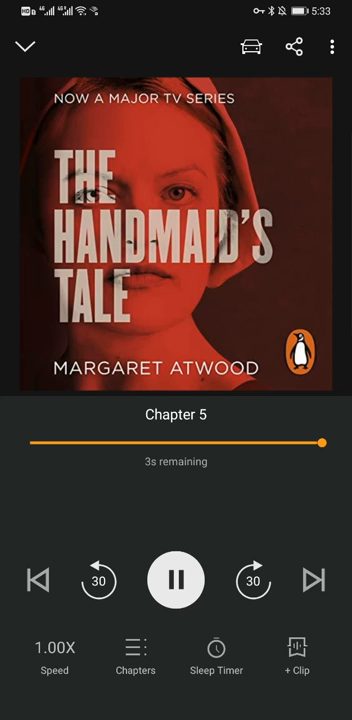 5:33
NOW A MAJOR TV SERIES
THE
HANDMAID'S
TALE
MARGARET ATWOOD
Chapter 5
3s remaining
30
30
1.00X
Speed
Chapters
Sleep Timer
+ Clip